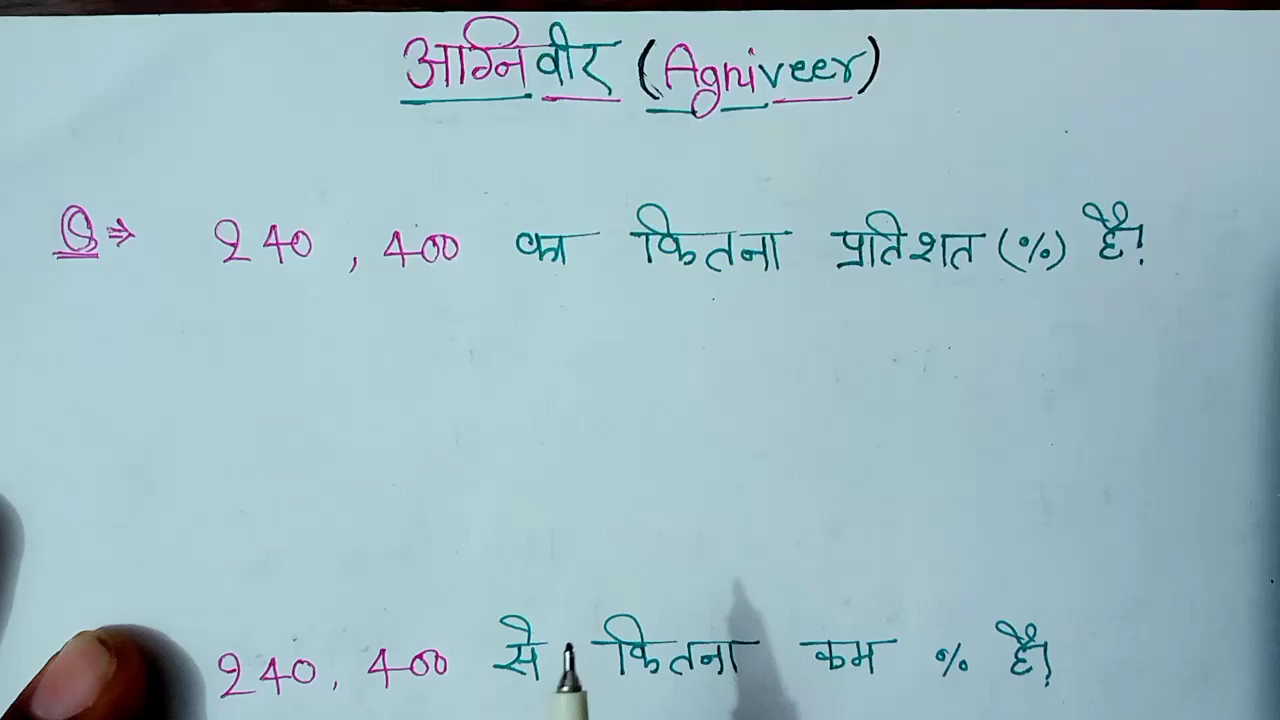 अग्निवीर (Agniveer)
Q⇒ 240, 400 का कितना प्रतिशत (%) है?
240, 400 से कितना कम % है?